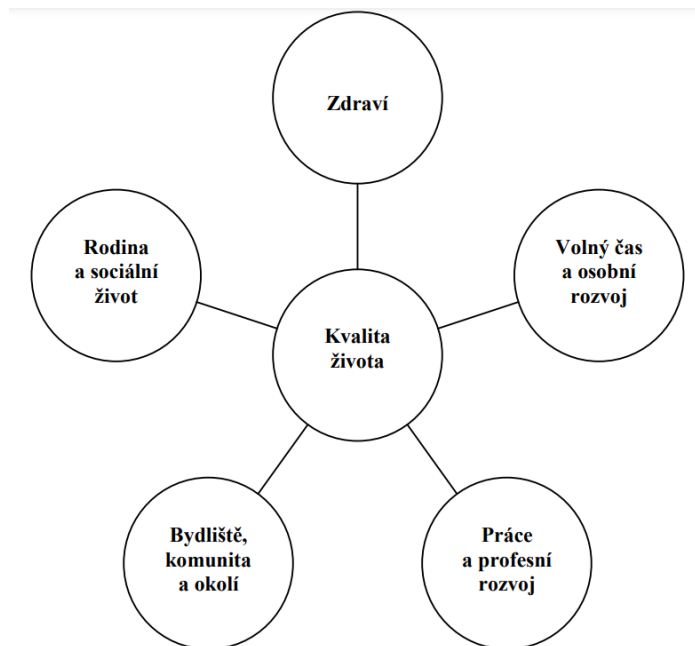 Zdraví
Rodina
a sociální
život
Volný čas
a osobní
rozvoj
Kvalita
života
Bydliště,
komunita
a okolí
Práce
a profesní
rozvoj